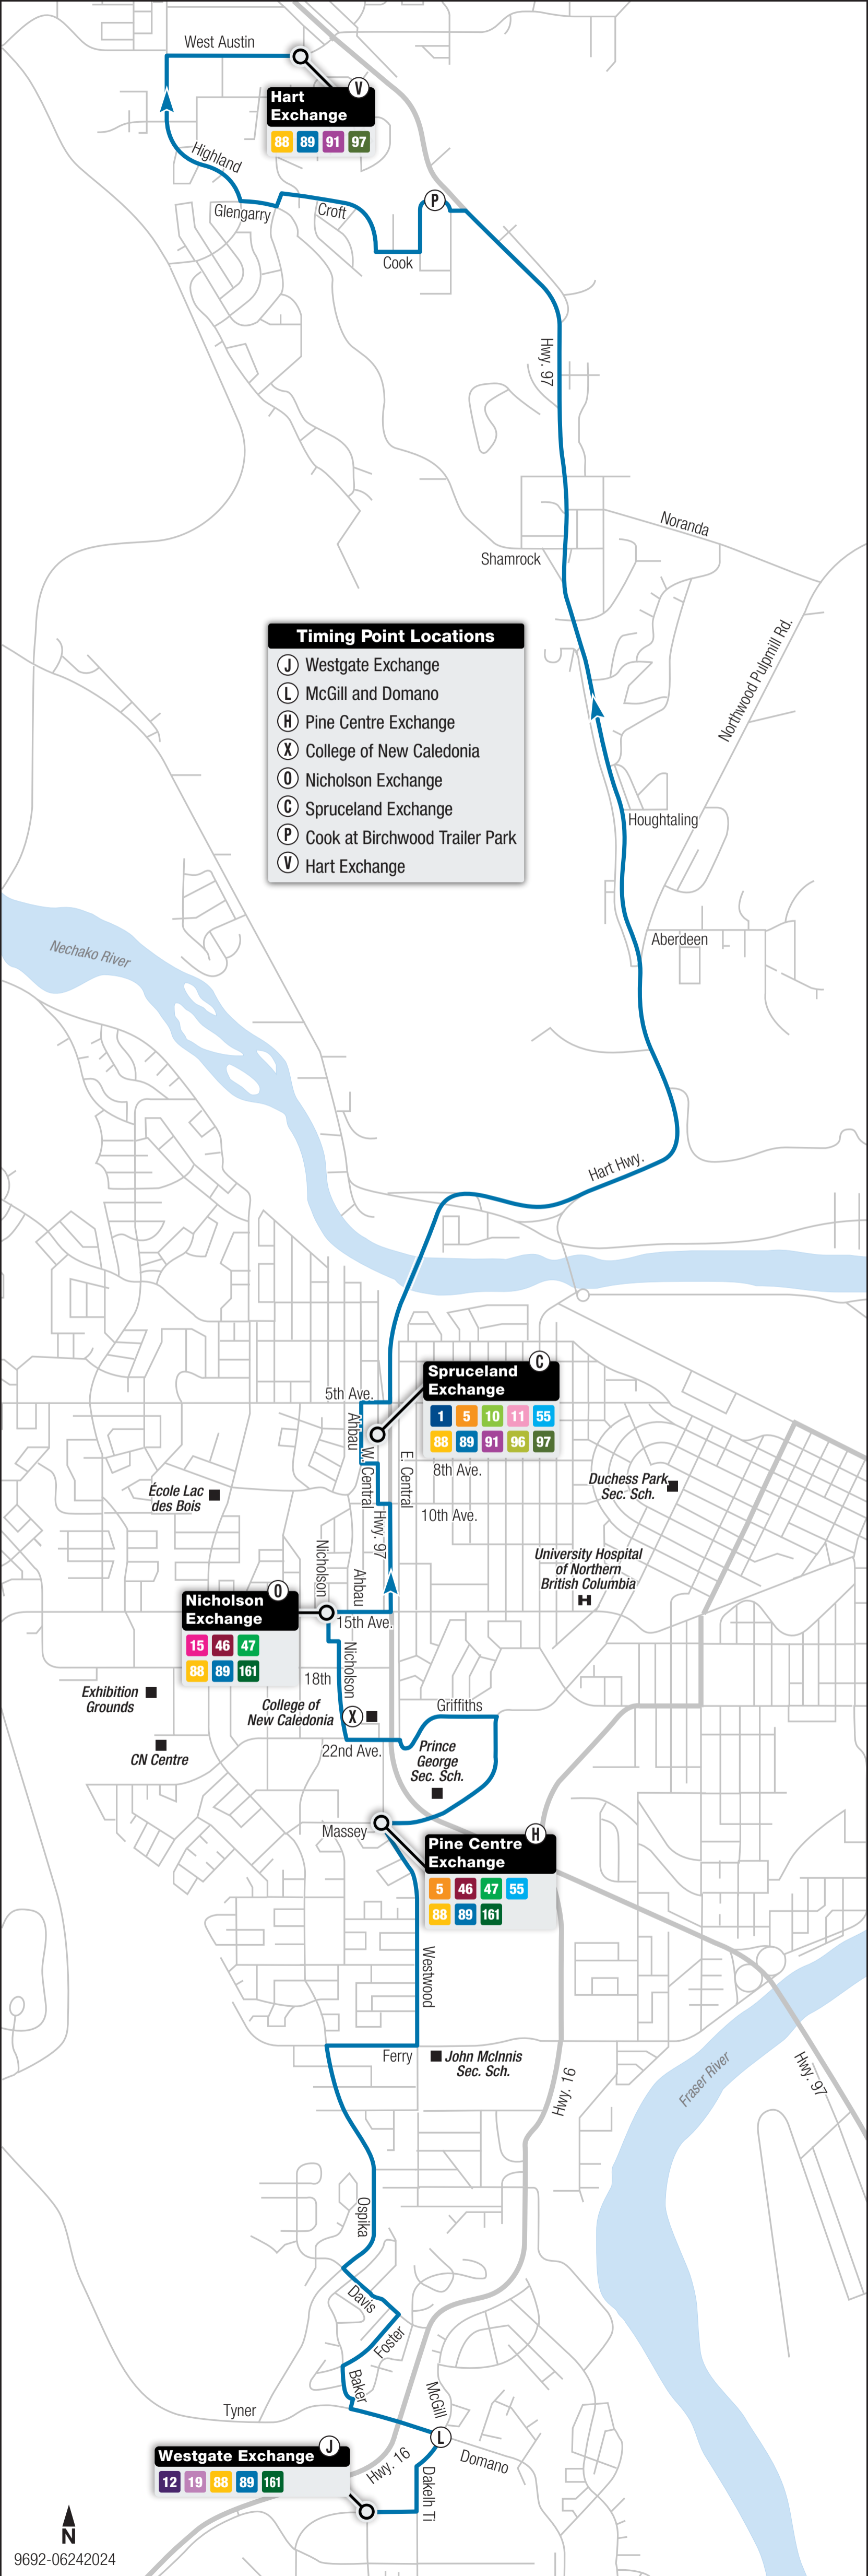 West Austin
V
Hart
Exchange
88 89 91 97
Highland
Glengarry
Croft
P
Cook
Hwy. 97
Noranda
Shamrock
Northwood Pulpmill Rd.
Timing Point Locations
J Westgate Exchange
L McGill and Domano
H Pine Centre Exchange
X College of New Caledonia
O Nicholson Exchange
C Spruceland Exchange
P Cook at Birchwood Trailer Park
V Hart Exchange
Houghtaling
Aberdeen
Nechako River
Hart Hwy.
C
Spruceland
Exchange
1 5 10 11 55
88 89 91 96 97
5th Ave.
Ahbau
W. Central
E. Central
8th Ave.
Duchess Park
Sec. Sch.
École Lac
des Bois
Hwy. 97
10th Ave.
Nicholson
Ahbau
University Hospital
of Northern
British Columbia
H
O
Nicholson
Exchange
15 46 47
88 89 161
15th Ave.
Nicholson
18th
Exhibition
Grounds
College of
New Caledonia
X
Griffiths
CN Centre
22nd Ave.
Prince
George
Sec. Sch.
Massey
H
Pine Centre
Exchange
5 46 47 55
88 89 161
Westwood
Ferry
John McInnis
Sec. Sch.
Hwy. 16
Fraser River
Hwy. 97
Ospika
Davis
Foster
Baker
McGill
Tyner
L
Domano
J
Westgate Exchange
12 19 88 89 161
Hwy. 16
Dakelh Ti
N
9692-06242024